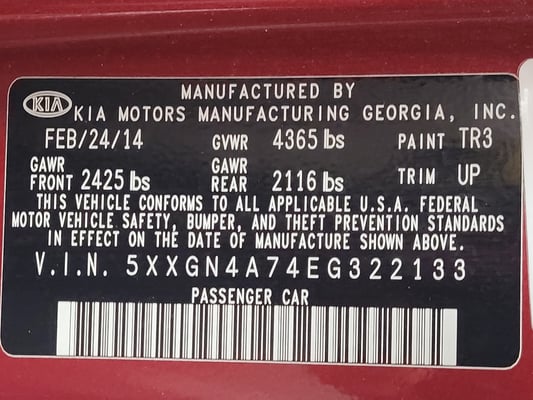 MANUFACTURED BY
KIA KIA MOTORS MANUFACTURING GEORGIA, INC.
FEB/24/14 GVWR 4365 lbs PAINT TR3
GAWR FRONT 2425 lbs GAWR REAR 2116 lbs TRIM UP
THIS VEHICLE CONFORMS TO ALL APPLICABLE U.S.A. FEDERAL
MOTOR VEHICLE SAFETY, BUMPER, AND THEFT PREVENTION STANDARDS
IN EFFECT ON THE DATE OF MANUFACTURE SHOWN ABOVE.
V.I.N. 5XXGN4A74EG322133
PASSENGER CAR